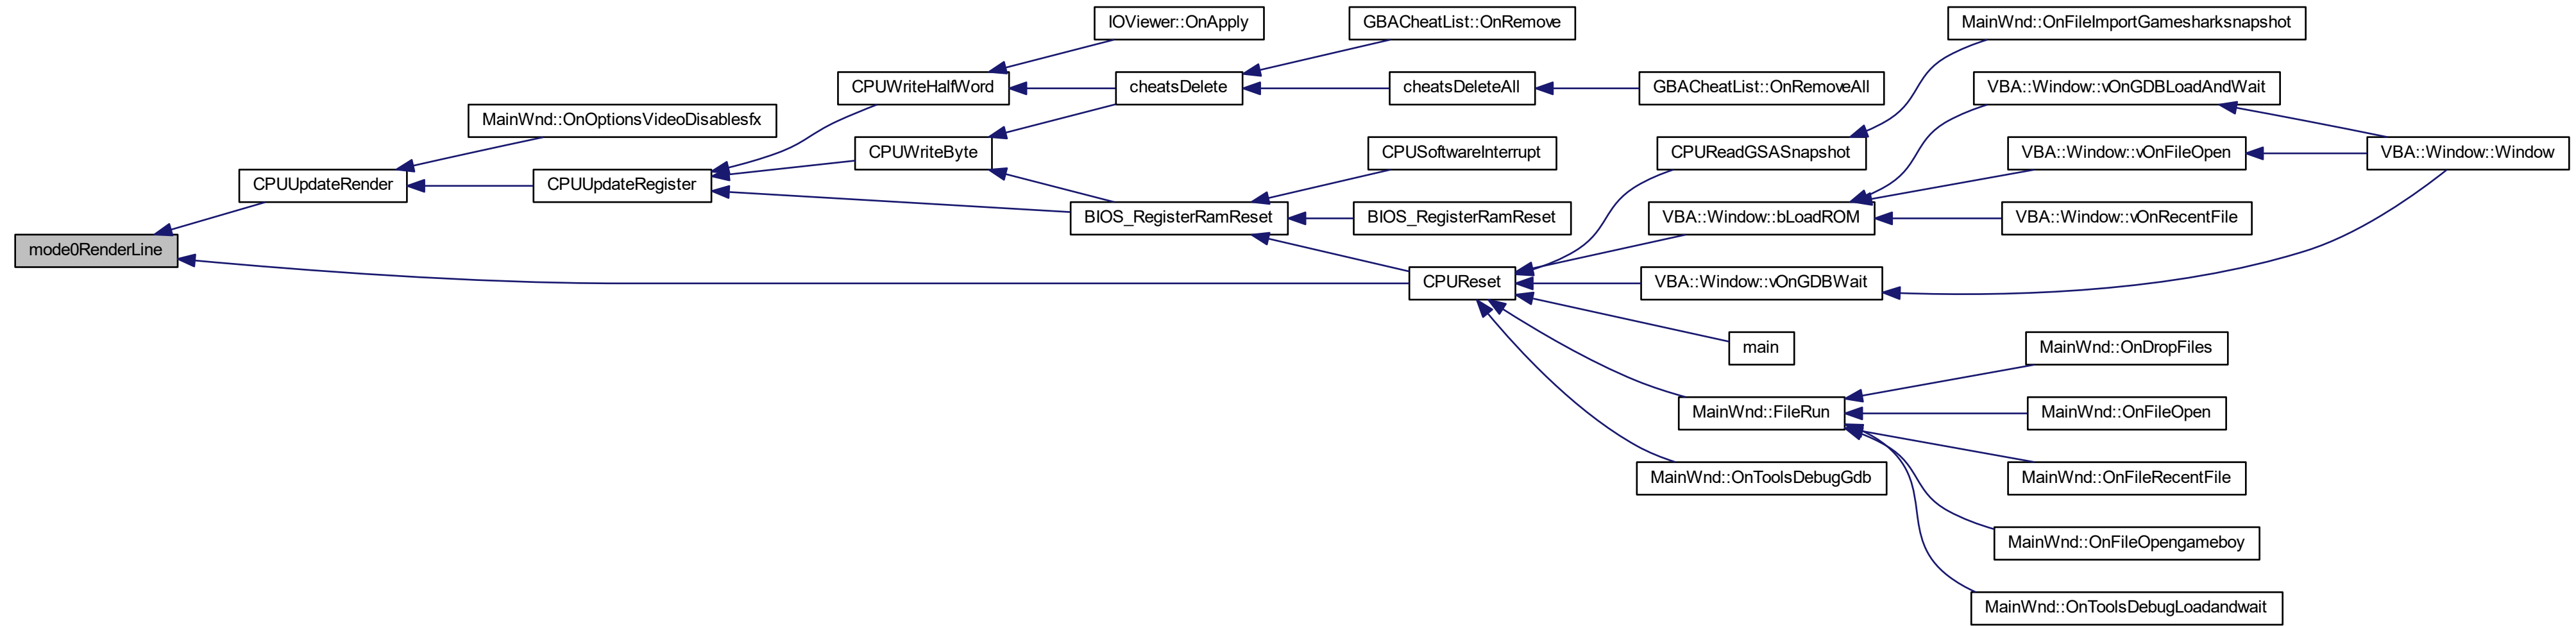 IOViewer::OnApply
GBACheatList::OnRemove
MainWnd::OnFileImportGamesharksnapshot
CPUWriteHalfWord
cheatsDelete
cheatsDeleteAll
GBACheatList::OnRemoveAll
VBA::Window::vOnGDBLoadAndWait
MainWnd::OnOptionsVideoDisablesfx
CPUWriteByte
CPUSoftwareInterrupt
CPUReadGSASnapshot
VBA::Window::vOnFileOpen
VBA::Window::Window
CPUUpdateRender
CPUUpdateRegister
BIOS_RegisterRamReset
BIOS_RegisterRamReset
VBA::Window::bLoadROM
VBA::Window::vOnRecentFile
mode0RenderLine
CPUReset
VBA::Window::vOnGDBWait
main
MainWnd::OnDropFiles
MainWnd::FileRun
MainWnd::OnFileOpen
MainWnd::OnToolsDebugGdb
MainWnd::OnFileRecentFile
MainWnd::OnFileOpengameboy
MainWnd::OnToolsDebugLoadandwait